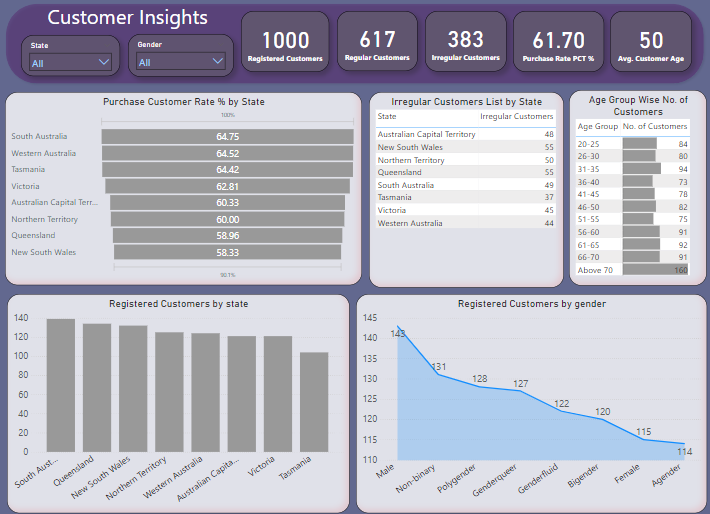 Customer Insights
State
All
Gender
All
1000
Registered Customers
617
Regular Customers
383
Irregular Customers
61.70
Purchase Rate PCT %
50
Avg. Customer Age
Purchase Customer Rate % by State
100%
South Australia 64.75
Western Australia 64.52
Tasmania 64.42
Victoria 62.81
Australian Capital Terr... 60.33
Northern Territory 60.00
Queensland 58.96
New South Wales 58.33
90.1%
Irregular Customers List by State
State Irregular Customers
Australian Capital Territory 48
New South Wales 55
Northern Territory 50
Queensland 55
South Australia 49
Tasmania 37
Victoria 45
Western Australia 44
Age Group Wise No. of
Customers
Age Group No. of Customers
20-25 84
26-30 80
31-35 94
36-40 73
41-45 78
46-50 82
51-55 75
56-60 91
61-65 92
66-70 91
Above 70 160
Registered Customers by state
140
120
100
80
60
40
20
0
South Aust...
Queensland
New South Wales
Northern Territory
Western Australia
Australian Capita...
Victoria
Tasmania
Registered Customers by gender
145
140
135
130
125
120
115
110
143
131
128
127
122
120
115
114
Male
Non-binary
Polygender
Genderqueer
Genderfluid
Bigender
Female
Agender